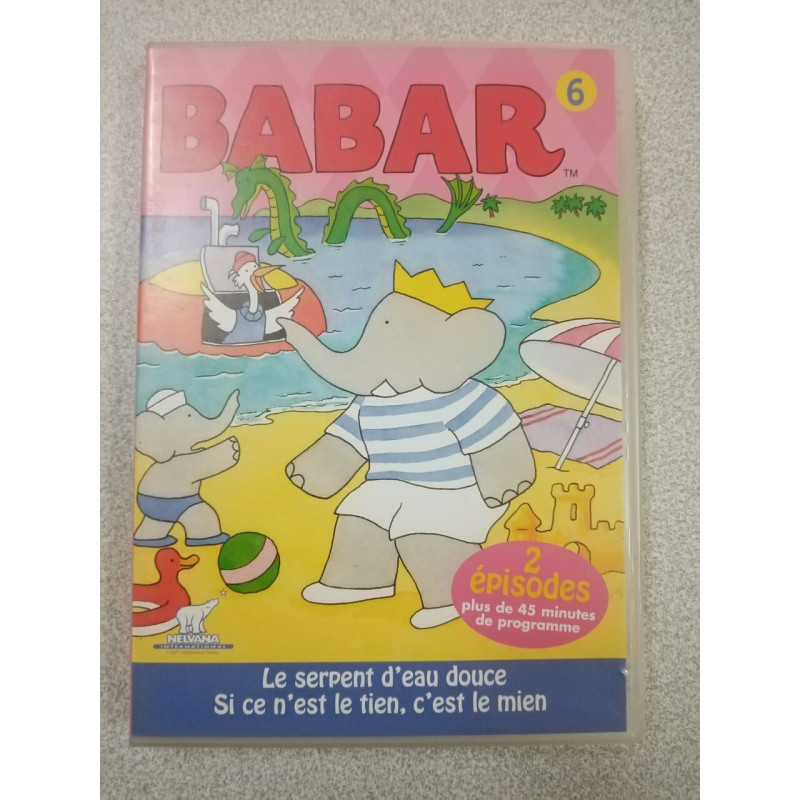 BABAR
TM
6
2
épisodes
plus de 45 minutes
de programme
NELVANA
INTERNATIONAL
Le serpent d'eau douce
Si ce n'est le tien, c'est le mien